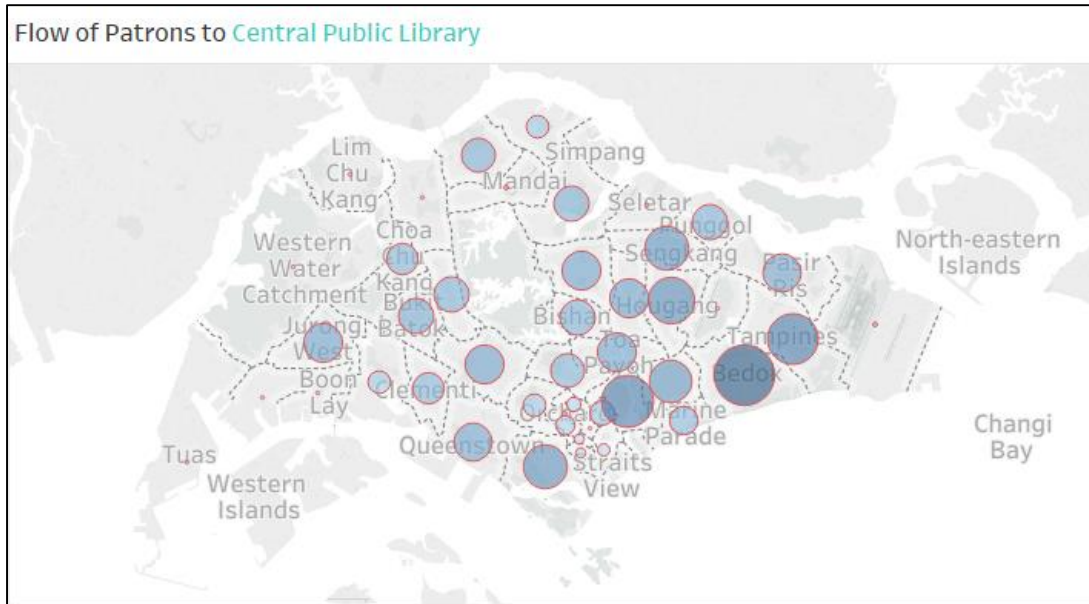 Flow of Patrons to Central Public Library
Lim
Chu
Kang
Simpang
Mandai
Seletar
Punggol
Choa
Chu
Kang
Sengkang
North-eastern
Islands
Western
Water
Catchment
Pasir
Ris
Bukit
Batok
Hougang
Bishan
Jurong
West
Tampines
Toa
Payoh
Bedok
Boon
Lay
Clementi
Orchard
Marine
Parade
Changi
Bay
Queenstown
Tuas
Western
Islands
Straits
View